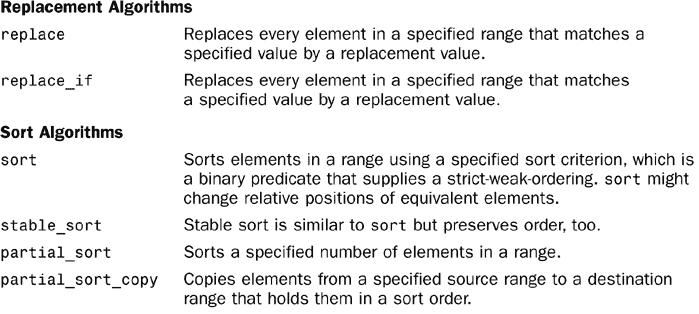 Replacement Algorithms
replace Replaces every element in a specified range that matches a
specified value by a replacement value.
replace_if Replaces every element in a specified range that matches
a specified value by a replacement value.
Sort Algorithms
sort Sorts elements in a range using a specified sort criterion, which is
a binary predicate that supplies a strict-weak-ordering. sort might
change relative positions of equivalent elements.
stable_sort Stable sort is similar to sort but preserves order, too.
partial_sort Sorts a specified number of elements in a range.
partial_sort_copy Copies elements from a specified source range to a destination
range that holds them in a sort order.